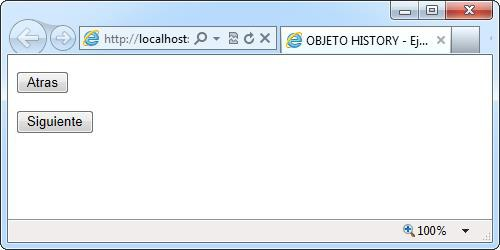 http://localhost:
OBJETO HISTORY - Ej...
Atras
Siguiente
100%